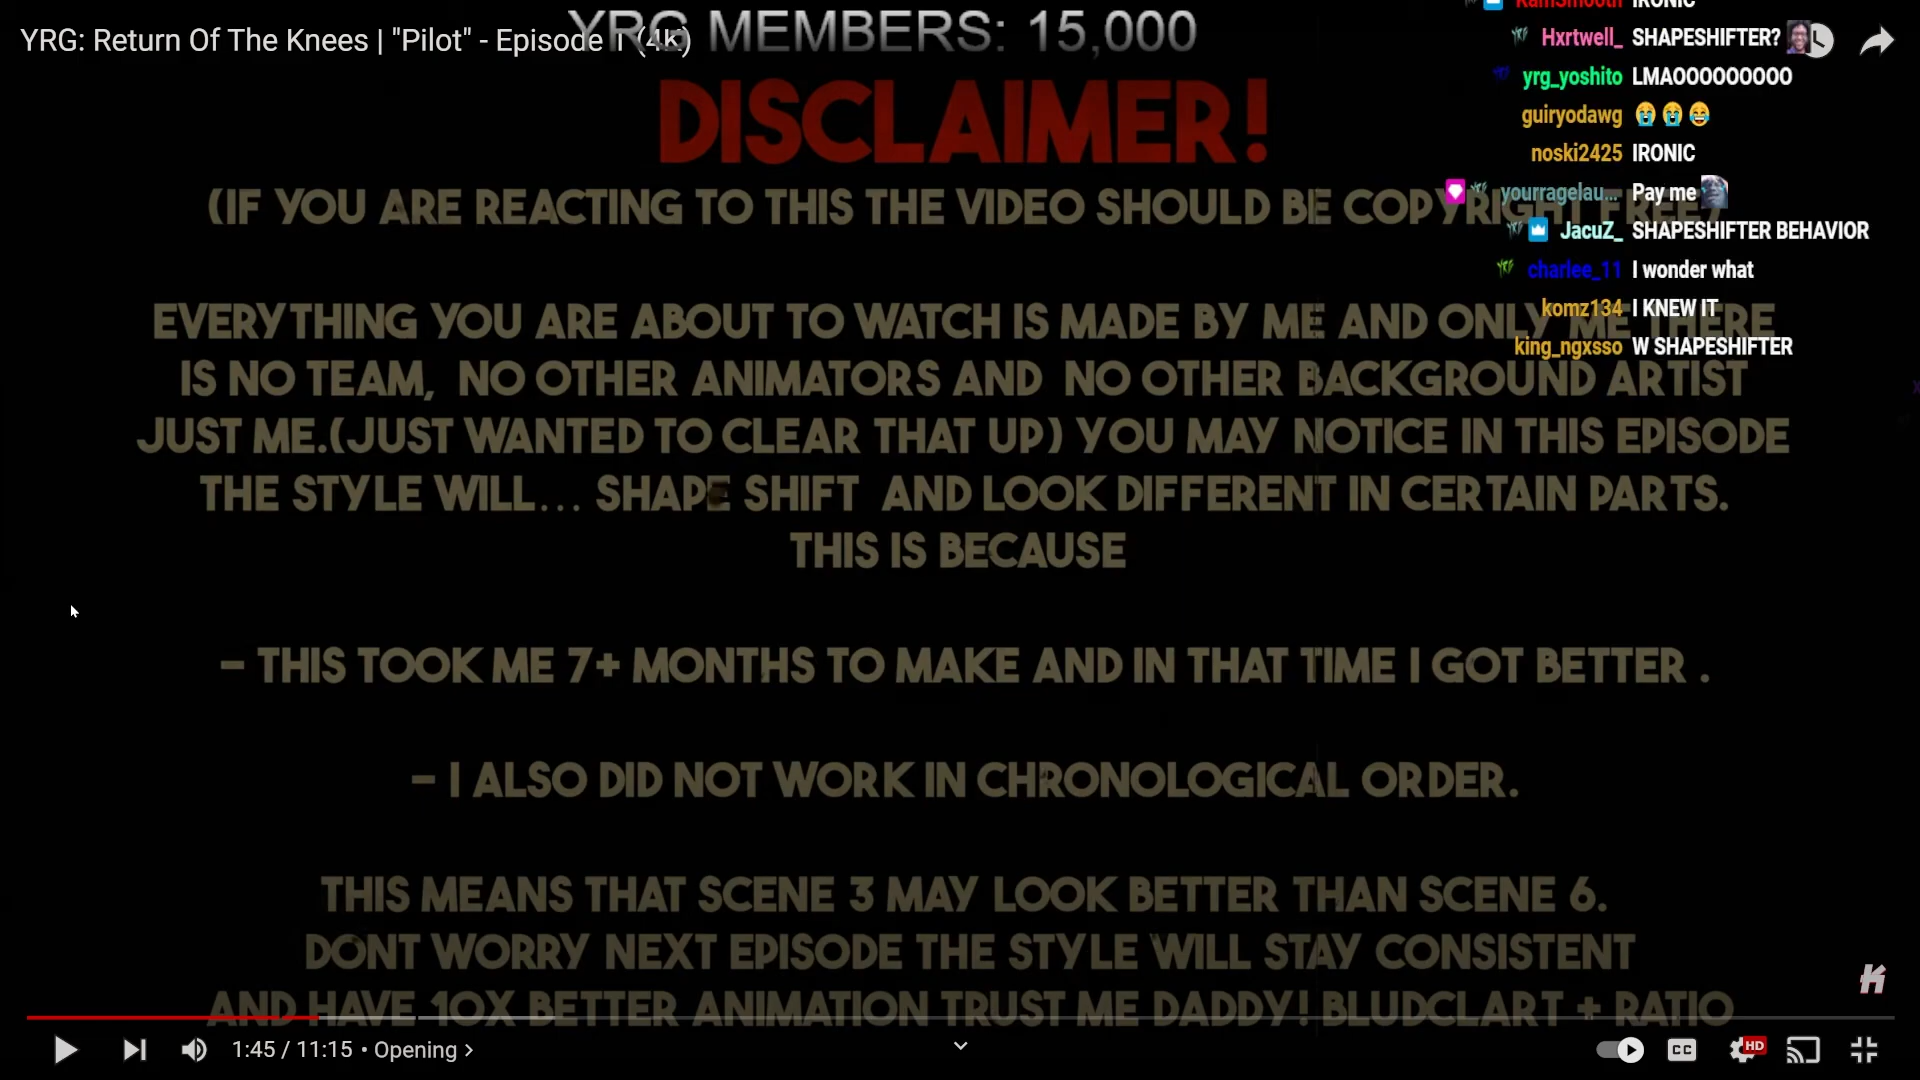 YRG: Return Of The Knees | "Pilot" - Episode 1 (4K)
YRG MEMBERS: 15,000
DISCLAIMER!
(IF YOU ARE REACTING TO THIS THE VIDEO SHOULD BE COPYRIGHT FREE)
EVERYTHING YOU ARE ABOUT TO WATCH IS MADE BY ME AND ONLY ME THERE
IS NO TEAM, NO OTHER ANIMATORS AND NO OTHER BACKGROUND ARTIST
JUST ME.(JUST WANTED TO CLEAR THAT UP) YOU MAY NOTICE IN THIS EPISODE
THE STYLE WILL... SHAPE SHIFT AND LOOK DIFFERENT IN CERTAIN PARTS.
THIS IS BECAUSE
- THIS TOOK ME 7+ MONTHS TO MAKE AND IN THAT TIME I GOT BETTER .
- I ALSO DID NOT WORK IN CHRONOLOGICAL ORDER.
THIS MEANS THAT SCENE 3 MAY LOOK BETTER THAN SCENE 6.
DONT WORRY NEXT EPISODE THE STYLE WILL STAY CONSISTENT
AND HAVE 10X BETTER ANIMATION TRUST ME DADDY! BLUDCLART + RATIO
RamSmooth IRONIC
Hxrtwell_ SHAPESHIFTER?
yrg_yoshito LMAOOOOOOOOO
guiryodawg 😭😭😂
noski2425 IRONIC
yourragelau... Pay me
JacuZ_ SHAPESHIFTER BEHAVIOR
charlee_11 I wonder what
komz134 I KNEW IT
king_ngxsso W SHAPESHIFTER
1:45 / 11:15 • Opening >
CC
HD